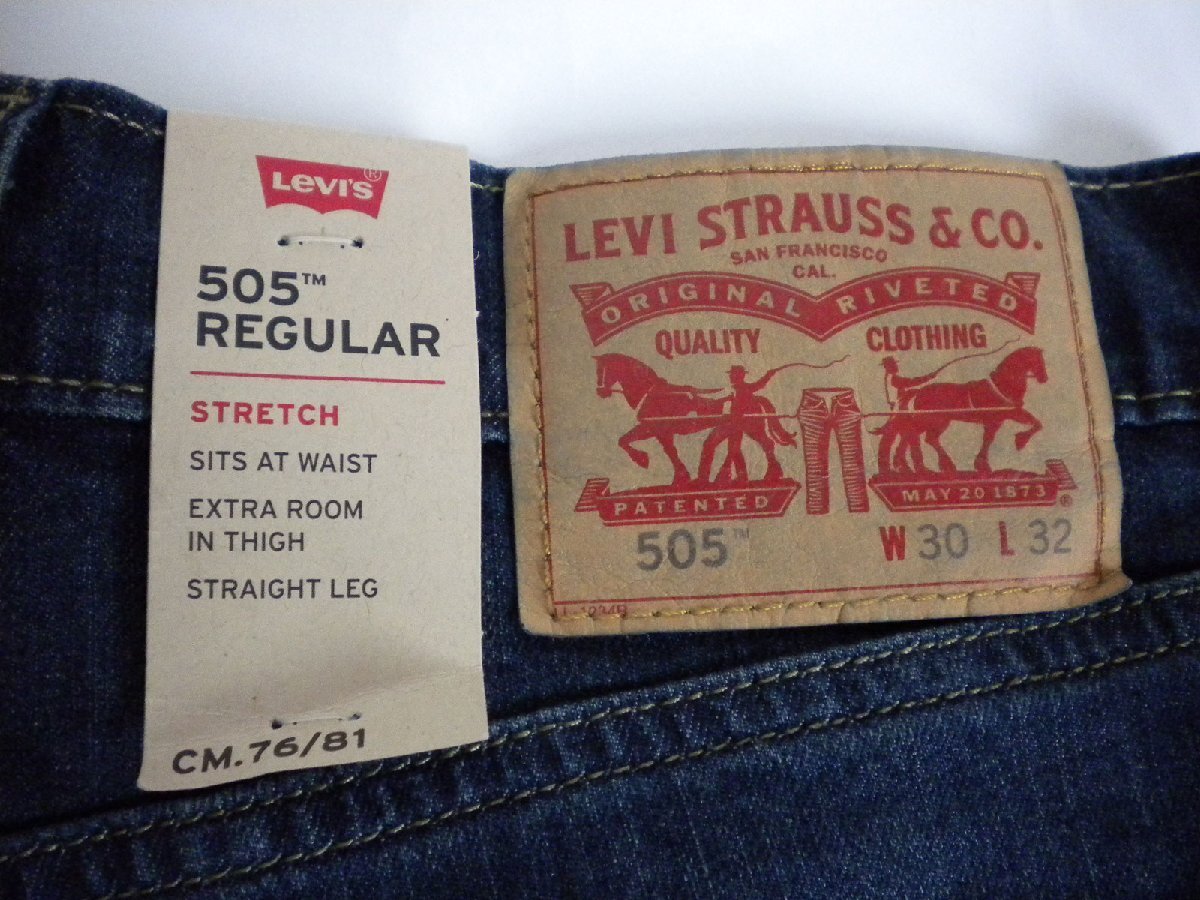 LEVI'S®
505™
REGULAR
STRETCH
SITS AT WAIST
EXTRA ROOM
IN THIGH
STRAIGHT LEG
CM.76/81
LEVI STRAUSS & CO.
SAN FRANCISCO
CAL.
ORIGINAL RIVETED
QUALITY CLOTHING
PATENTED MAY 20 1873 ®
505™ W 30 L 32